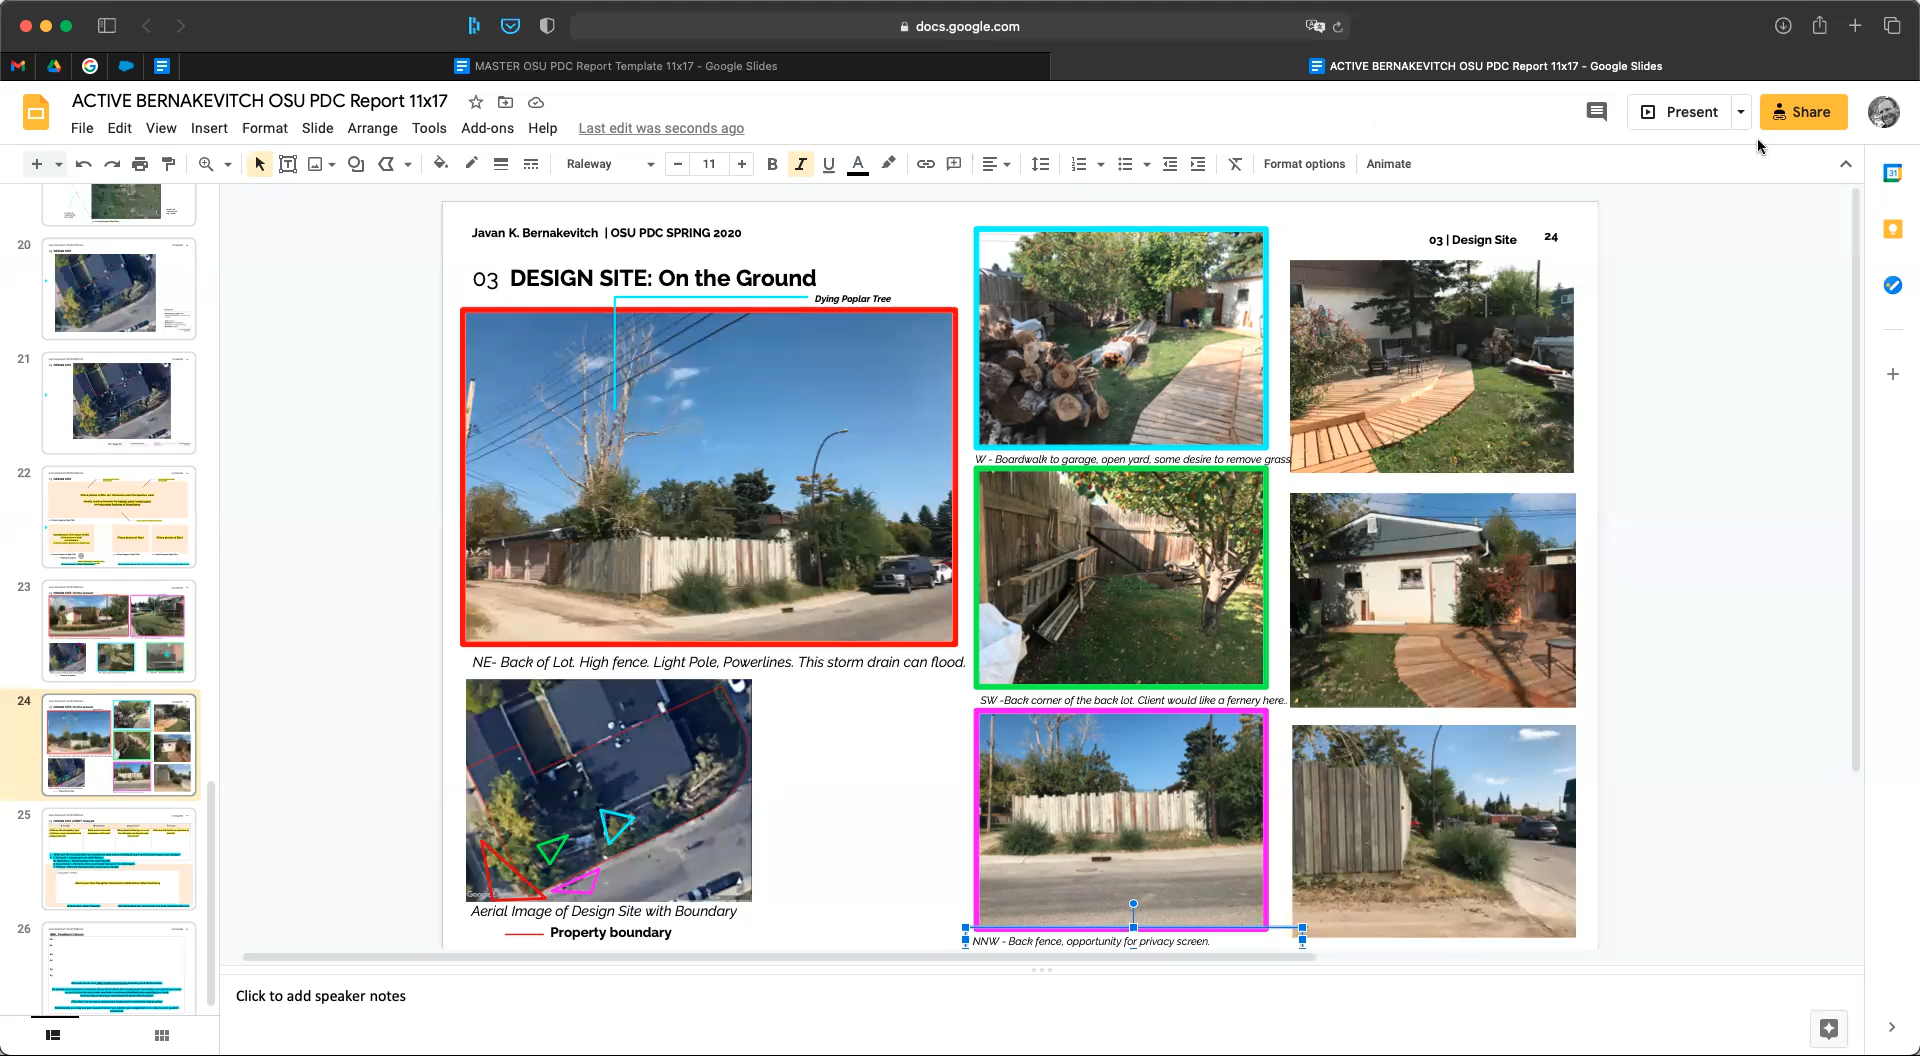 docs.google.com
MASTER OSU PDC Report Template 11x17 - Google Slides
ACTIVE BERNAKEVITCH OSU PDC Report 11x17 - Google Slides
ACTIVE BERNAKEVITCH OSU PDC Report 11x17
Present
Share
File Edit View Insert Format Slide Arrange Tools Add-ons Help Last edit was seconds ago
Raleway 11 B I U A Format options Animate
31
20
21
22
23
24
25
26
Javan K. Bernakevitch | OSU PDC SPRING 2020
03 | Design Site 24
03 DESIGN SITE: On the Ground
Dying Poplar Tree
W - Boardwalk to garage, open yard, some desire to remove grass
NE- Back of Lot. High fence. Light Pole, Powerlines. This storm drain can flood.
SW -Back corner of the back lot. Client would like a fernery here..
Aerial Image of Design Site with Boundary
Property boundary
NNW - Back fence, opportunity for privacy screen.
Click to add speaker notes